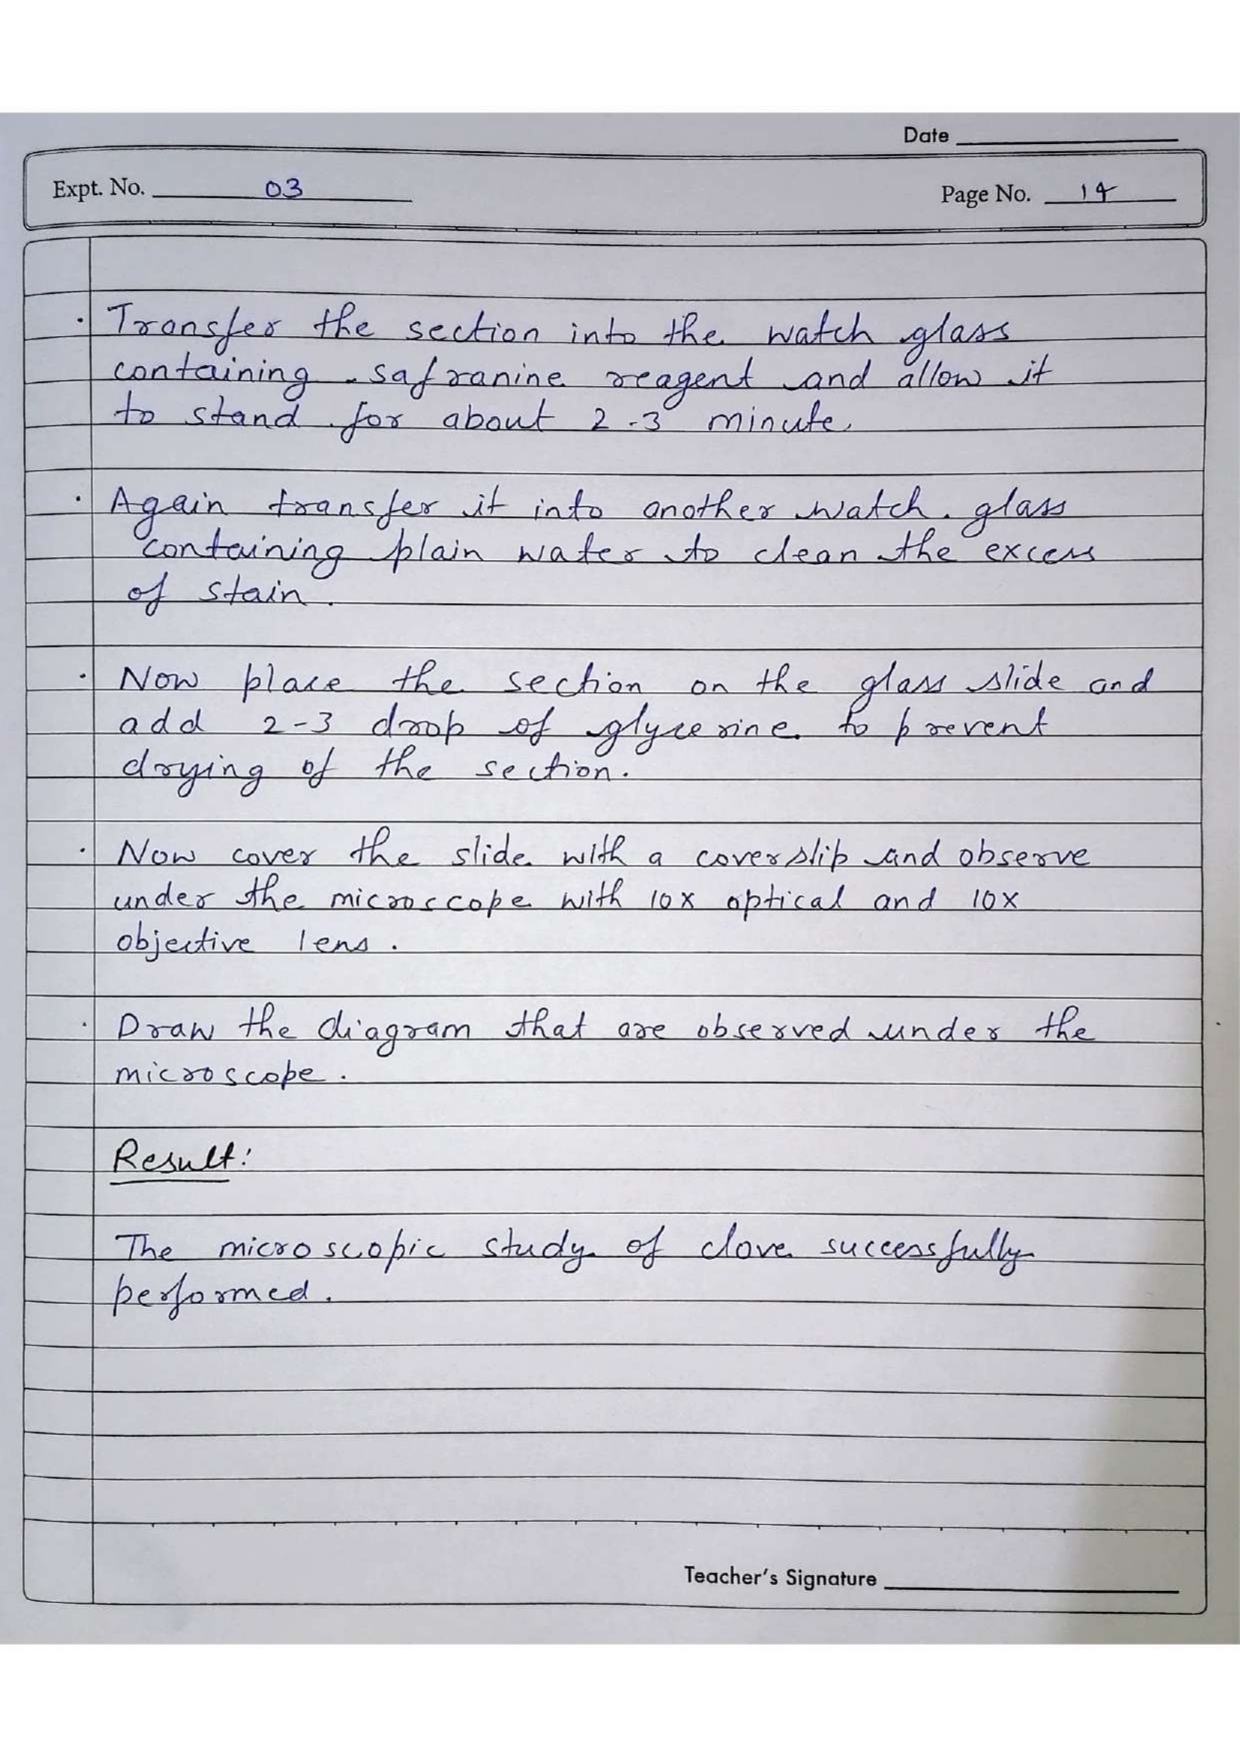 Date
Expt. No. 03
Page No. 14
· Transfer the section into the watch glass
containing safranine reagent and allow it
to stand for about 2-3 minute.
· Again transfer it into another watch glass
containing plain water to clean the excess
of stain.
· Now place the section on the glass slide and
add 2-3 drop of glycerine to prevent
drying of the section.
· Now cover the slide with a coverslip and observe
under the microscope with 10x optical and 10x
objective lens.
· Draw the diagram that are observed under the
microscope.
Result:
The microscopic study of clove successfully
performed.
Teacher's Signature